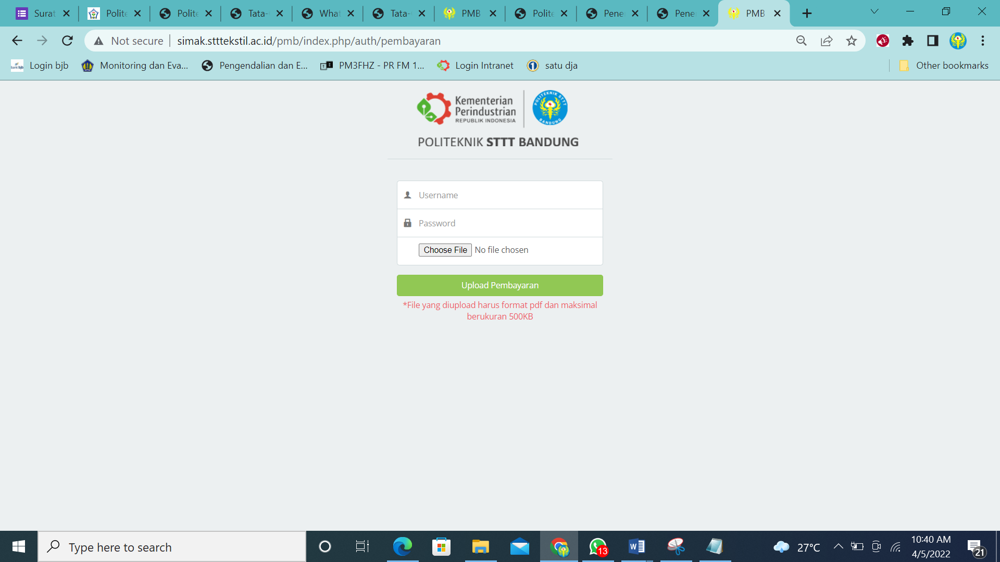 Surat
Polite
Polite
Tata-
What
Tata-
PMB
Polite
Pene
Pene
PMB
Not secure
simak.stttekstil.ac.id/pmb/index.php/auth/pembayaran
Login bjb
Monitoring dan Eva...
Pengendalian dan E...
PM3FHZ - PR FM 1...
Login Intranet
satu dja
Other bookmarks
Kementerian
Perindustrian
REPUBLIK INDONESIA
POLITEKNIK STTT
BANDUNG
POLITEKNIK STTT BANDUNG
Username
Password
Choose File No file chosen
Upload Pembayaran
*File yang diupload harus format pdf dan maksimal
berukuran 500KB
Type here to search
13
27°C
10:40 AM
4/5/2022
21